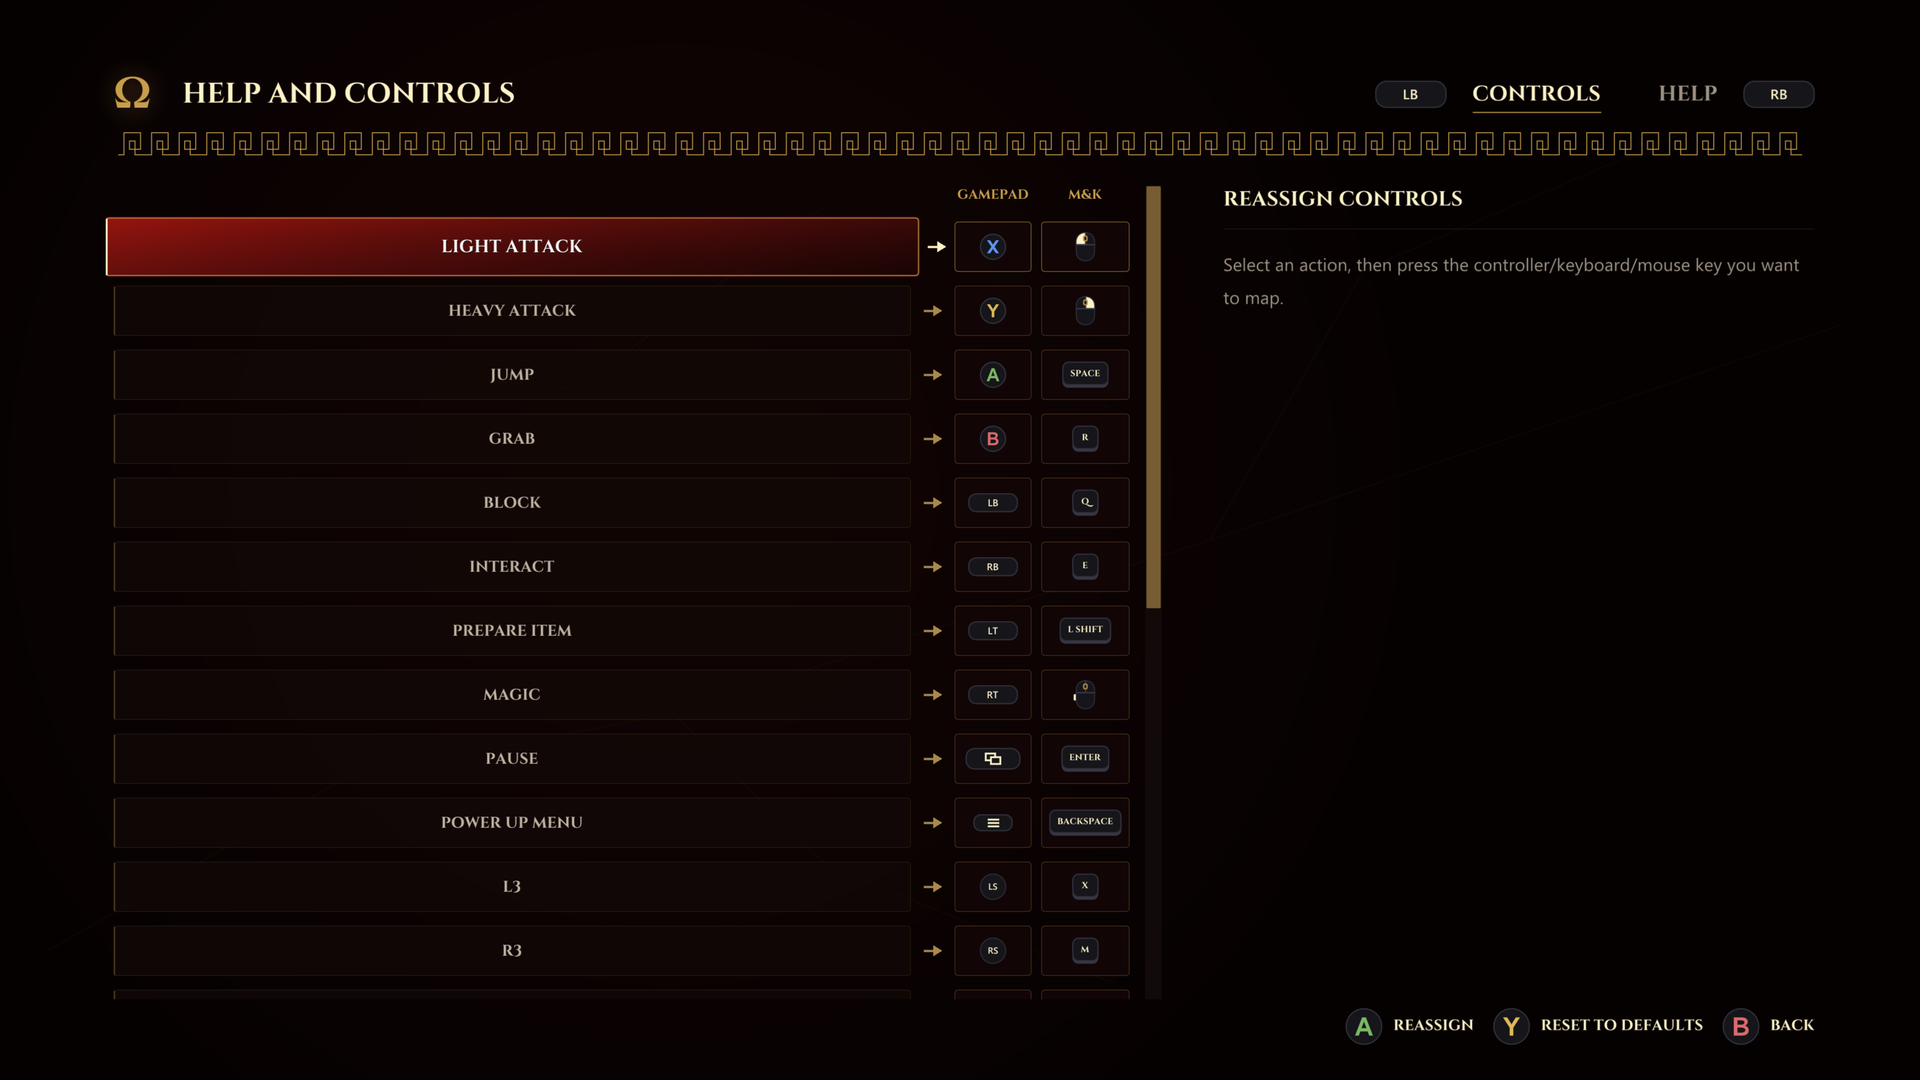 Ω HELP AND CONTROLS
LB CONTROLS HELP RB
GAMEPAD M&K
LIGHT ATTACK X
HEAVY ATTACK Y
JUMP A SPACE
GRAB B R
BLOCK LB Q
INTERACT RB E
PREPARE ITEM LT L SHIFT
MAGIC RT
PAUSE ENTER
POWER UP MENU BACKSPACE
L3 LS X
R3 RS M
REASSIGN CONTROLS
Select an action, then press the controller/keyboard/mouse key you want
to map.
A REASSIGN Y RESET TO DEFAULTS B BACK